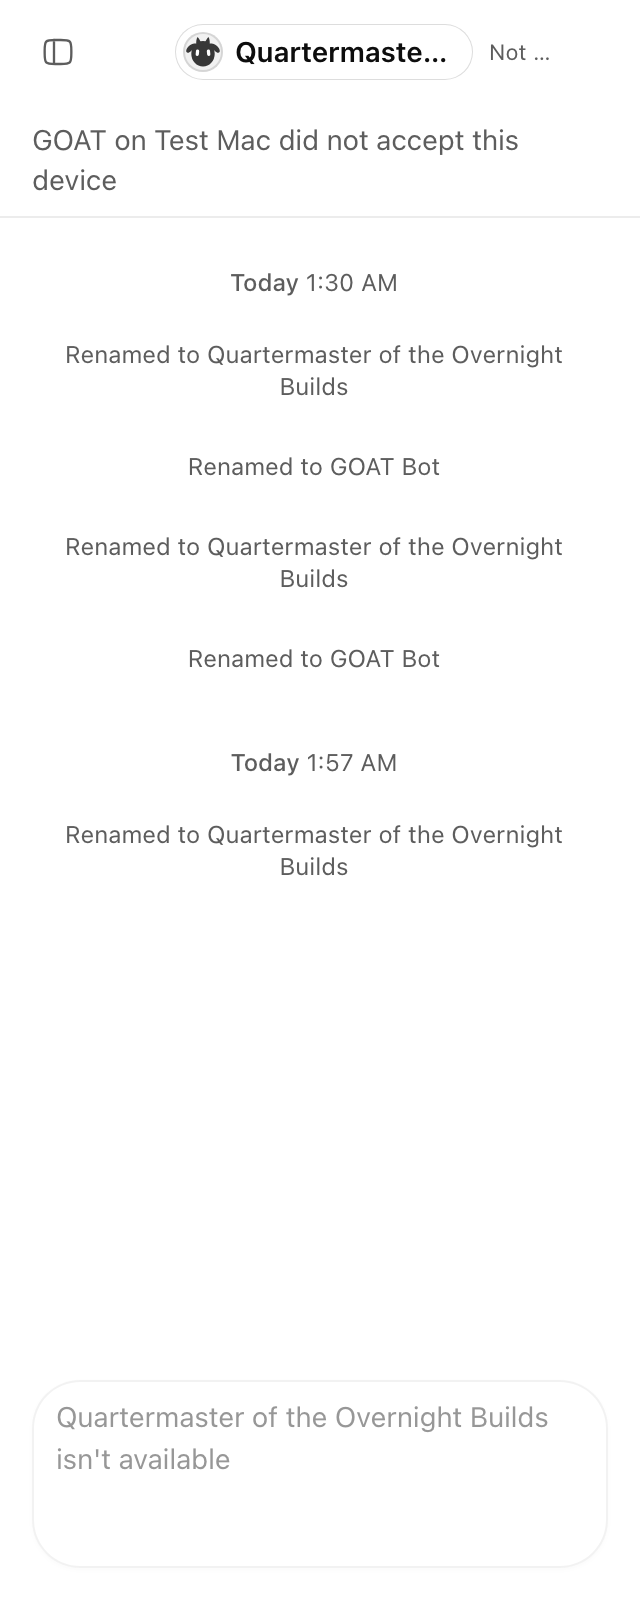 Quartermaste...
Not ...
GOAT on Test Mac did not accept this
device
Today 1:30 AM
Renamed to Quartermaster of the Overnight
Builds
Renamed to GOAT Bot
Renamed to Quartermaster of the Overnight
Builds
Renamed to GOAT Bot
Today 1:57 AM
Renamed to Quartermaster of the Overnight
Builds
Quartermaster of the Overnight Builds
isn't available